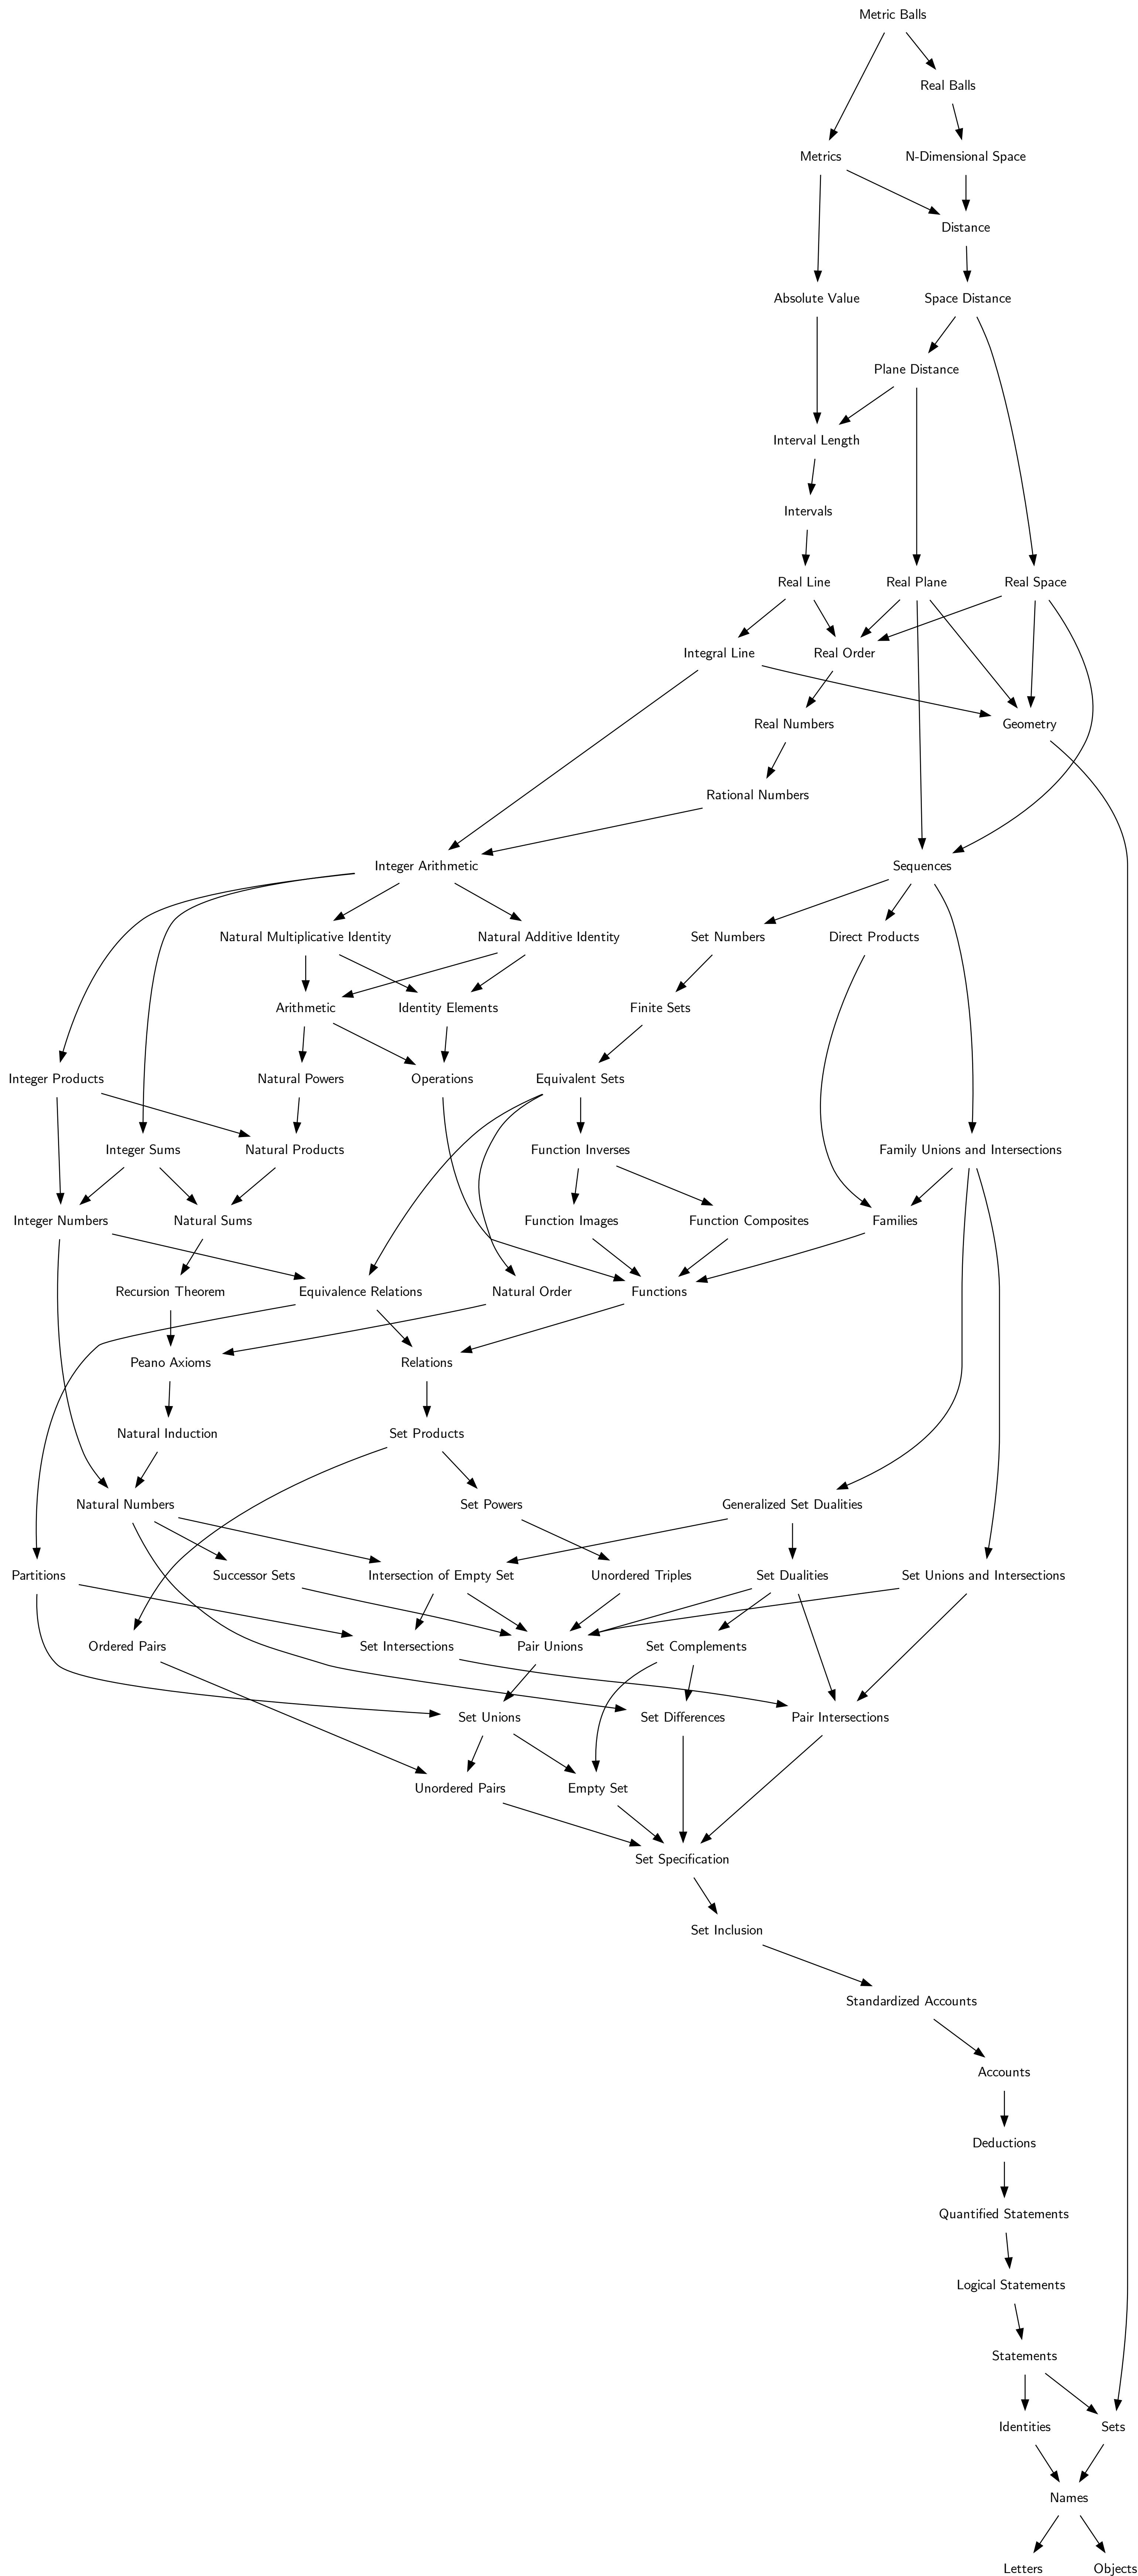 Metric Balls
Real Balls
Metrics
N-Dimensional Space
Distance
Absolute Value
Space Distance
Plane Distance
Interval Length
Intervals
Real Line
Real Plane
Real Space
Integral Line
Real Order
Real Numbers
Geometry
Rational Numbers
Integer Arithmetic
Sequences
Natural Multiplicative Identity
Natural Additive Identity
Set Numbers
Direct Products
Arithmetic
Identity Elements
Finite Sets
Integer Products
Natural Powers
Operations
Equivalent Sets
Integer Sums
Natural Products
Function Inverses
Family Unions and Intersections
Integer Numbers
Natural Sums
Function Images
Function Composites
Families
Recursion Theorem
Equivalence Relations
Natural Order
Functions
Peano Axioms
Relations
Natural Induction
Set Products
Natural Numbers
Set Powers
Generalized Set Dualities
Partitions
Successor Sets
Intersection of Empty Set
Unordered Triples
Set Dualities
Set Unions and Intersections
Ordered Pairs
Set Intersections
Pair Unions
Set Complements
Set Unions
Set Differences
Pair Intersections
Unordered Pairs
Empty Set
Set Specification
Set Inclusion
Standardized Accounts
Accounts
Deductions
Quantified Statements
Logical Statements
Statements
Identities
Sets
Names
Letters
Objects